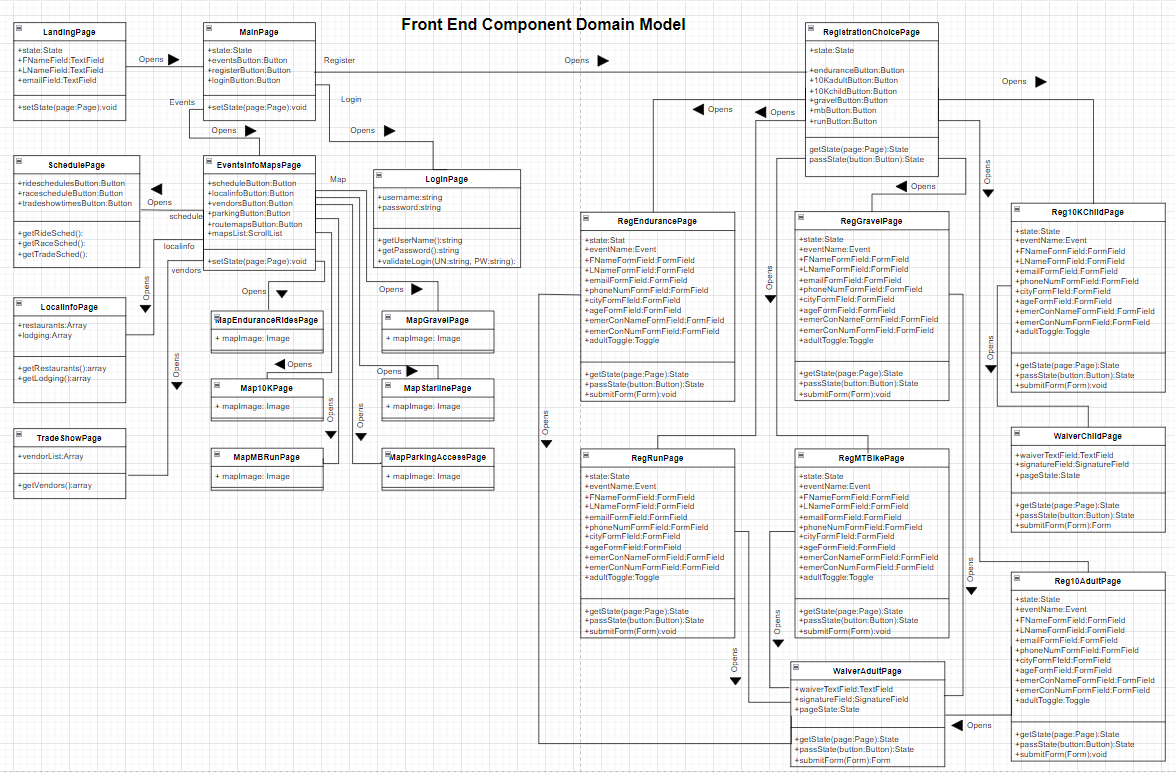 Front End Component Domain Model
LandingPage
+state:State
+FNameField:TextField
+LNameField:TextField
+emailField:TextField
+setState(page:Page):void
Opens
MainPage
+state:State
+eventsButton:Button
+registerButton:Button
+loginButton:Button
+setState(page:Page):void
Register
Opens
Events
Opens
Login
Opens
RegistrationChoicePage
+state:State
+enduranceButton:Button
+10KadultButton:Button
+10KchildButton:Button
+gravelButton:Button
+mbButton:Button
+runButton:Button
getState(page:Page):State
passState(button:Button):State
Opens
Opens
Opens
Opens
Opens
SchedulePage
+rideschedulesButton:Button
+racescheduleButton:Button
+tradeshowtimesButton:Button
+getRideSched():
+getRaceSched():
+getTradeSched():
Opens
schedule
localinfo
vendors
EventsInfoMapsPage
+scheduleButton:Button
+localinfoButton:Button
+vendorsButton:Button
+parkingButton:Button
+routemapsButton:Button
+mapsList:ScrollList
+setState(page:Page):void
Map
LoginPage
+username:string
+password:string
+getUserName():string
+getPassword():string
+validateLogin(UN:string, PW:string):
LocalInfoPage
+restaurants:Array
+lodging:Array
+getRestaurants():array
+getLodging():array
Opens
Opens
TradeShowPage
+vendorList:Array
+getVendors():array
Opens
MapEnduranceRidesPage
+ mapImage: Image
Opens
MapGravelPage
+ mapImage: Image
Opens
Map10KPage
+ mapImage: Image
Opens
MapStarlinePage
+ mapImage: Image
Opens
MapMBRunPage
+ mapImage: Image
Opens
MapParkingAccessPage
+ mapImage: Image
RegEndurancePage
+state:Stat
+eventName:Event
+FNameFormField:FormField
+LNameFormField:FormField
+emailFormField:FormField
+phoneNumFormField:FormField
+cityFormField:FormField
+ageFormField:FormField
+emerConNameFormField:FormField
+emerConNumFormField:FormField
+adultToggle:Toggle
+getState(page:Page):State
+passState(button:Button):State
+submitForm(Form):void
Opens
Opens
RegGravelPage
+state:State
+eventName:Event
+FNameFormField:FormField
+LNameFormField:FormField
+emailFormField:FormField
+phoneNumFormField:FormField
+cityFormField:FormField
+ageFormField:FormField
+emerConNameFormField:FormField
+emerConNumFormField:FormField
+adultToggle:Toggle
+getState(page:Page):State
+passState(button:Button):State
+submitForm(Form):void
Reg10KChildPage
+state:State
+eventName:Event
+FNameFormField:FormField
+LNameFormField:FormField
+emailFormField:FormField
+phoneNumFormField:FormField
+cityFormField:FormField
+ageFormField:FormField
+emerConNameFormField:FormField
+emerConNumFormField:FormField
+adultToggle:Toggle
+getState(page:Page):State
+passState(button:Button):State
+submitForm(Form):void
Opens
RegRunPage
+state:State
+eventName:Event
+FNameFormField:FormField
+LNameFormField:FormField
+emailFormField:FormField
+phoneNumFormField:FormField
+cityFormField:FormField
+ageFormField:FormField
+emerConNameFormField:FormField
+emerConNumFormField:FormField
+adultToggle:Toggle
+getState(page:Page):State
+passState(button:Button):State
+submitForm(Form):void
Opens
RegMTBikePage
+state:State
+eventName:Event
+FNameFormField:FormField
+LNameFormField:FormField
+emailFormField:FormField
+phoneNumFormField:FormField
+cityFormField:FormField
+ageFormField:FormField
+emerConNameFormField:FormField
+emerConNumFormField:FormField
+adultToggle:Toggle
+getState(page:Page):State
+passState(button:Button):State
+submitForm(Form):void
Opens
Opens
WaiverChildPage
+waiverTextField:TextField
+signatureField:SignatureField
+pageState:State
+getState(page:Page):State
+passState(button:Button):State
+submitForm(Form):Form
Reg10AdultPage
+state:State
+eventName:Event
+FNameFormField:FormField
+LNameFormField:FormField
+emailFormField:FormField
+phoneNumFormField:FormField
+cityFormField:FormField
+ageFormField:FormField
+emerConNameFormField:FormField
+emerConNumFormField:FormField
+adultToggle:Toggle
+getState(page:Page):State
+passState(button:Button):State
+submitForm(Form):void
WaiverAdultPage
+waiverTextField:TextField
+signatureField:SignatureField
+pageState:State
+getState(page:Page):State
+passState(button:Button):State
+submitForm(Form):Form
Opens